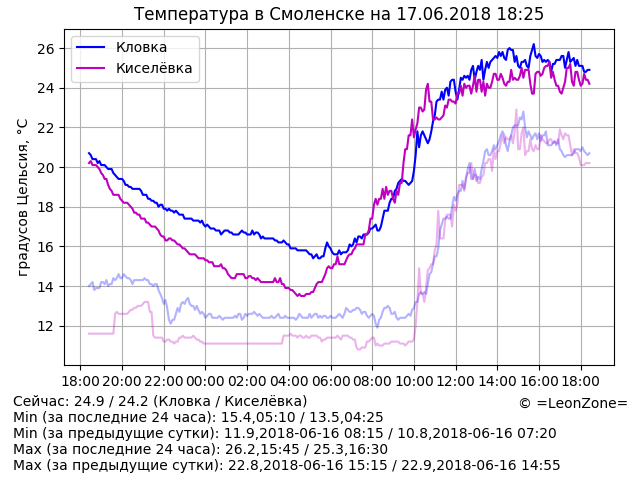 Температура в Смоленске на 17.06.2018 18:25
Кловка
Киселёвка
градусов Цельсия, °C
26
24
22
20
18
16
14
12
18:00 20:00 22:00 00:00 02:00 04:00 06:00 08:00 10:00 12:00 14:00 16:00 18:00
Сейчас: 24.9 / 24.2 (Кловка / Киселёвка)
© =LeonZone=
Min (за последние 24 часа): 15.4,05:10 / 13.5,04:25
Min (за предыдущие сутки): 11.9,2018-06-16 08:15 / 10.8,2018-06-16 07:20
Max (за последние 24 часа): 26.2,15:45 / 25.3,16:30
Max (за предыдущие сутки): 22.8,2018-06-16 15:15 / 22.9,2018-06-16 14:55